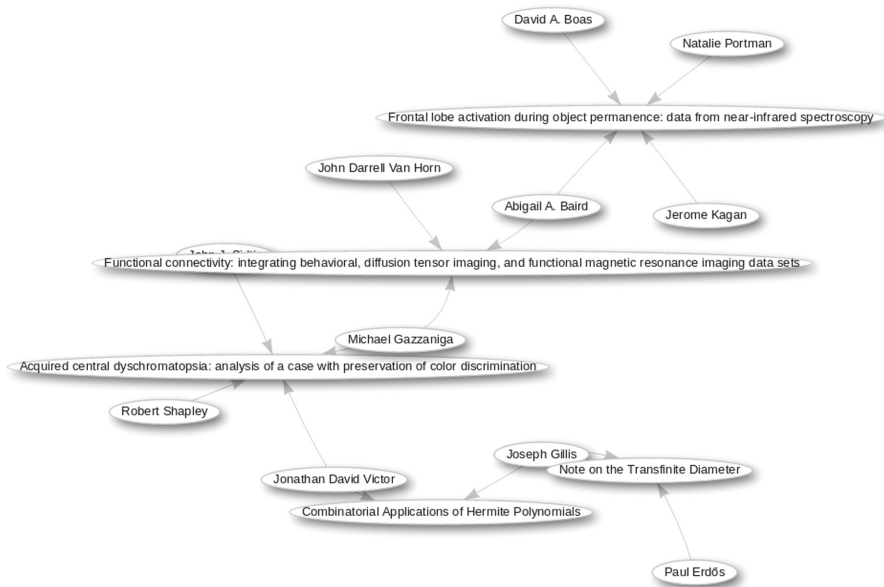 David A. Boas
Natalie Portman
Frontal lobe activation during object permanence: data from near-infrared spectroscopy
John Darrell Van Horn
Abigail A. Baird
Jerome Kagan
Functional connectivity: integrating behavioral, diffusion tensor imaging, and functional magnetic resonance imaging data sets
Michael Gazzaniga
Acquired central dyschromatopsia: analysis of a case with preservation of color discrimination
Robert Shapley
Joseph Gillis
Note on the Transfinite Diameter
Jonathan David Victor
Combinatorial Applications of Hermite Polynomials
Paul Erdős